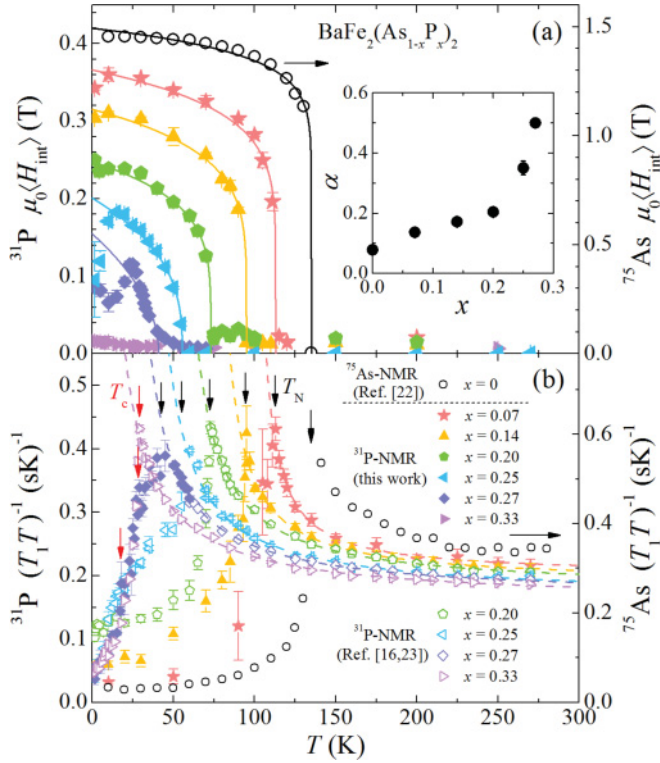 BaFe₂(As₁₋ₓPₓ)₂
(a)
³¹P μ₀⟨H_int⟩ (T)
0.4
0.3
0.2
0.1
0.0
1.5
1.0
0.5
0.0
⁷⁵As μ₀⟨H_int⟩ (T)
α
0.6
0.4
0.2
0.0
0.0 0.1 0.2 0.3
x
(b)
³¹P (T₁T)⁻¹ (sK)⁻¹
0.5
0.4
0.3
0.2
0.1
0.0
0.6
0.4
0.2
0.0
⁷⁵As (T₁T)⁻¹ (sK)⁻¹
T_c
T_N
⁷⁵As-NMR
(Ref. [22])
x = 0
³¹P-NMR
(this work)
x = 0.07
x = 0.14
x = 0.20
x = 0.25
x = 0.27
x = 0.33
³¹P-NMR
(Ref. [16,23])
x = 0.20
x = 0.25
x = 0.27
x = 0.33
0 50 100 150 200 250 300
T (K)